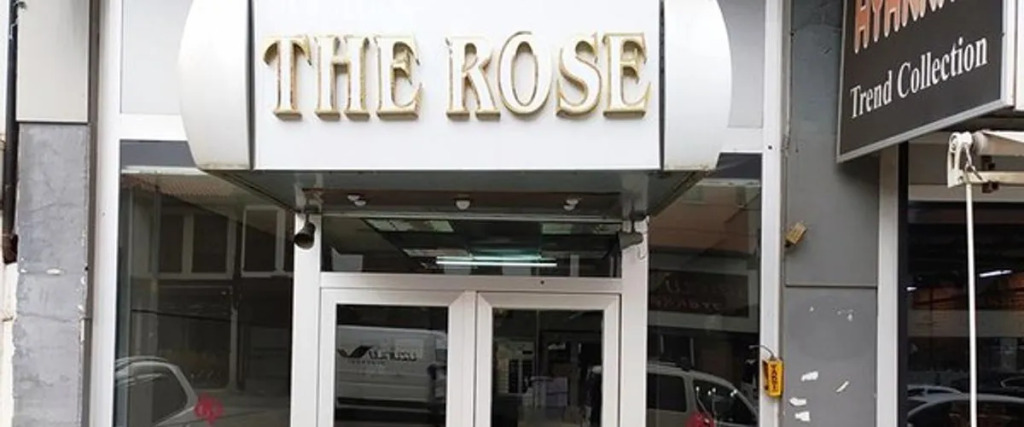 THE ROSE
Trend Collection